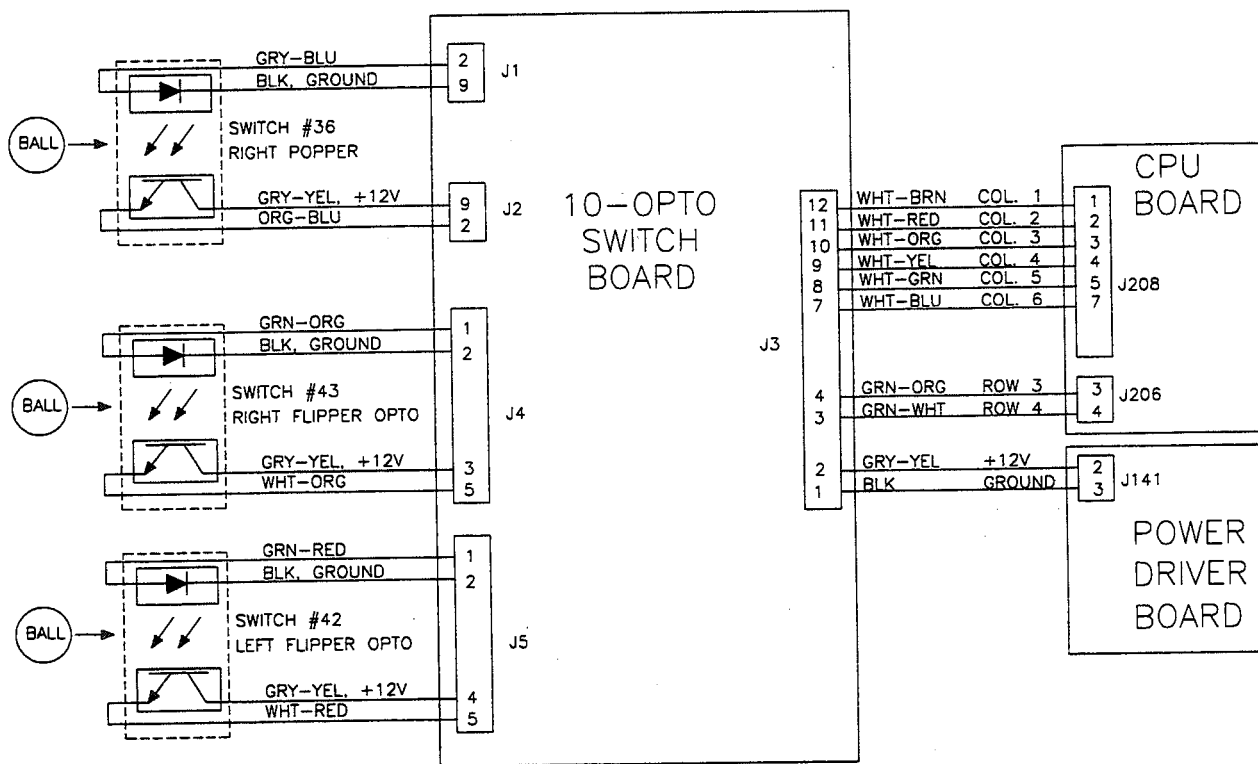 GRY-BLU
BLK, GROUND
2
9
J1
BALL
SWITCH #36
RIGHT POPPER
GRY-YEL, +12V
ORG-BLU
9
2
J2
GRN-ORG
BLK, GROUND
1
2
BALL
SWITCH #43
RIGHT FLIPPER OPTO
J4
GRY-YEL, +12V
WHT-ORG
3
5
GRN-RED
BLK, GROUND
1
2
BALL
SWITCH #42
LEFT FLIPPER OPTO
J5
GRY-YEL, +12V
WHT-RED
4
5
10-OPTO
SWITCH
BOARD
J3
12 WHT-BRN COL. 1 1
11 WHT-RED COL. 2 2
10 WHT-ORG COL. 3 3
9 WHT-YEL COL. 4 4
8 WHT-GRN COL. 5 5
7 WHT-BLU COL. 6 7
J208
CPU
BOARD
4 GRN-ORG ROW 3 3
3 GRN-WHT ROW 4 4
J206
2 GRY-YEL +12V 2
1 BLK GROUND 3
J141
POWER
DRIVER
BOARD